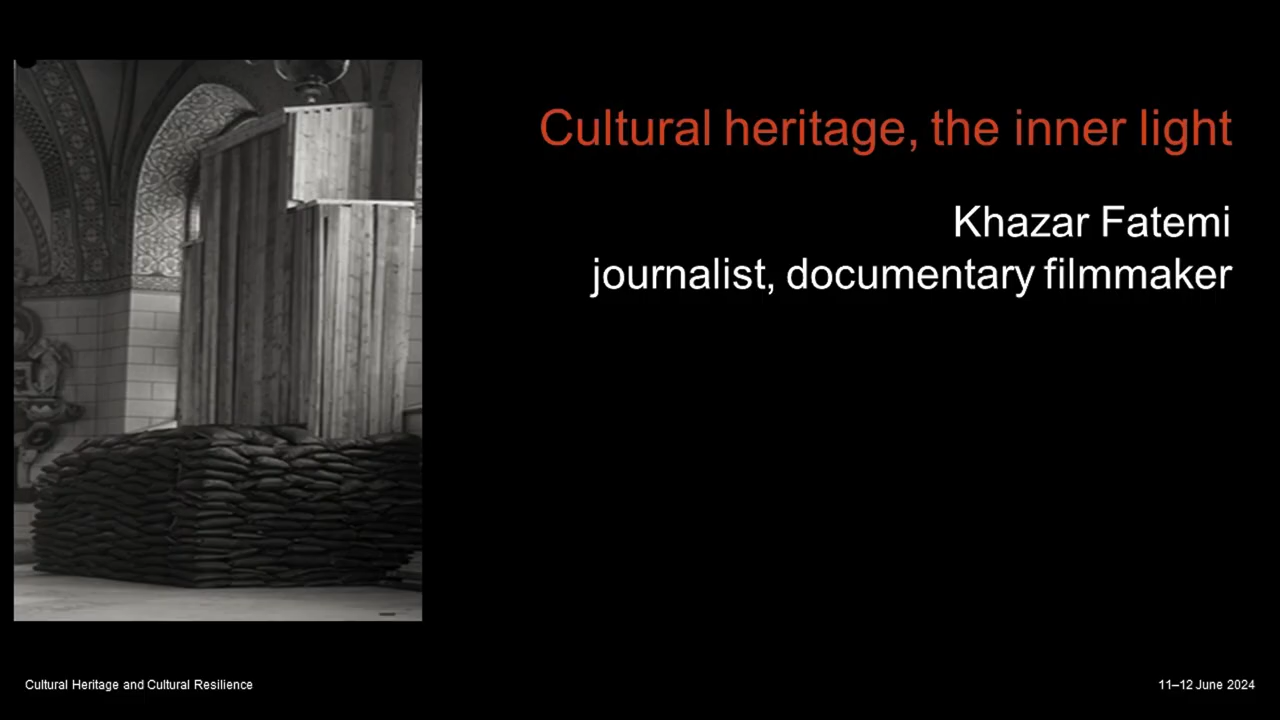 Cultural heritage, the inner light
Khazar Fatemi
journalist, documentary filmmaker
Cultural Heritage and Cultural Resilience
11–12 June 2024